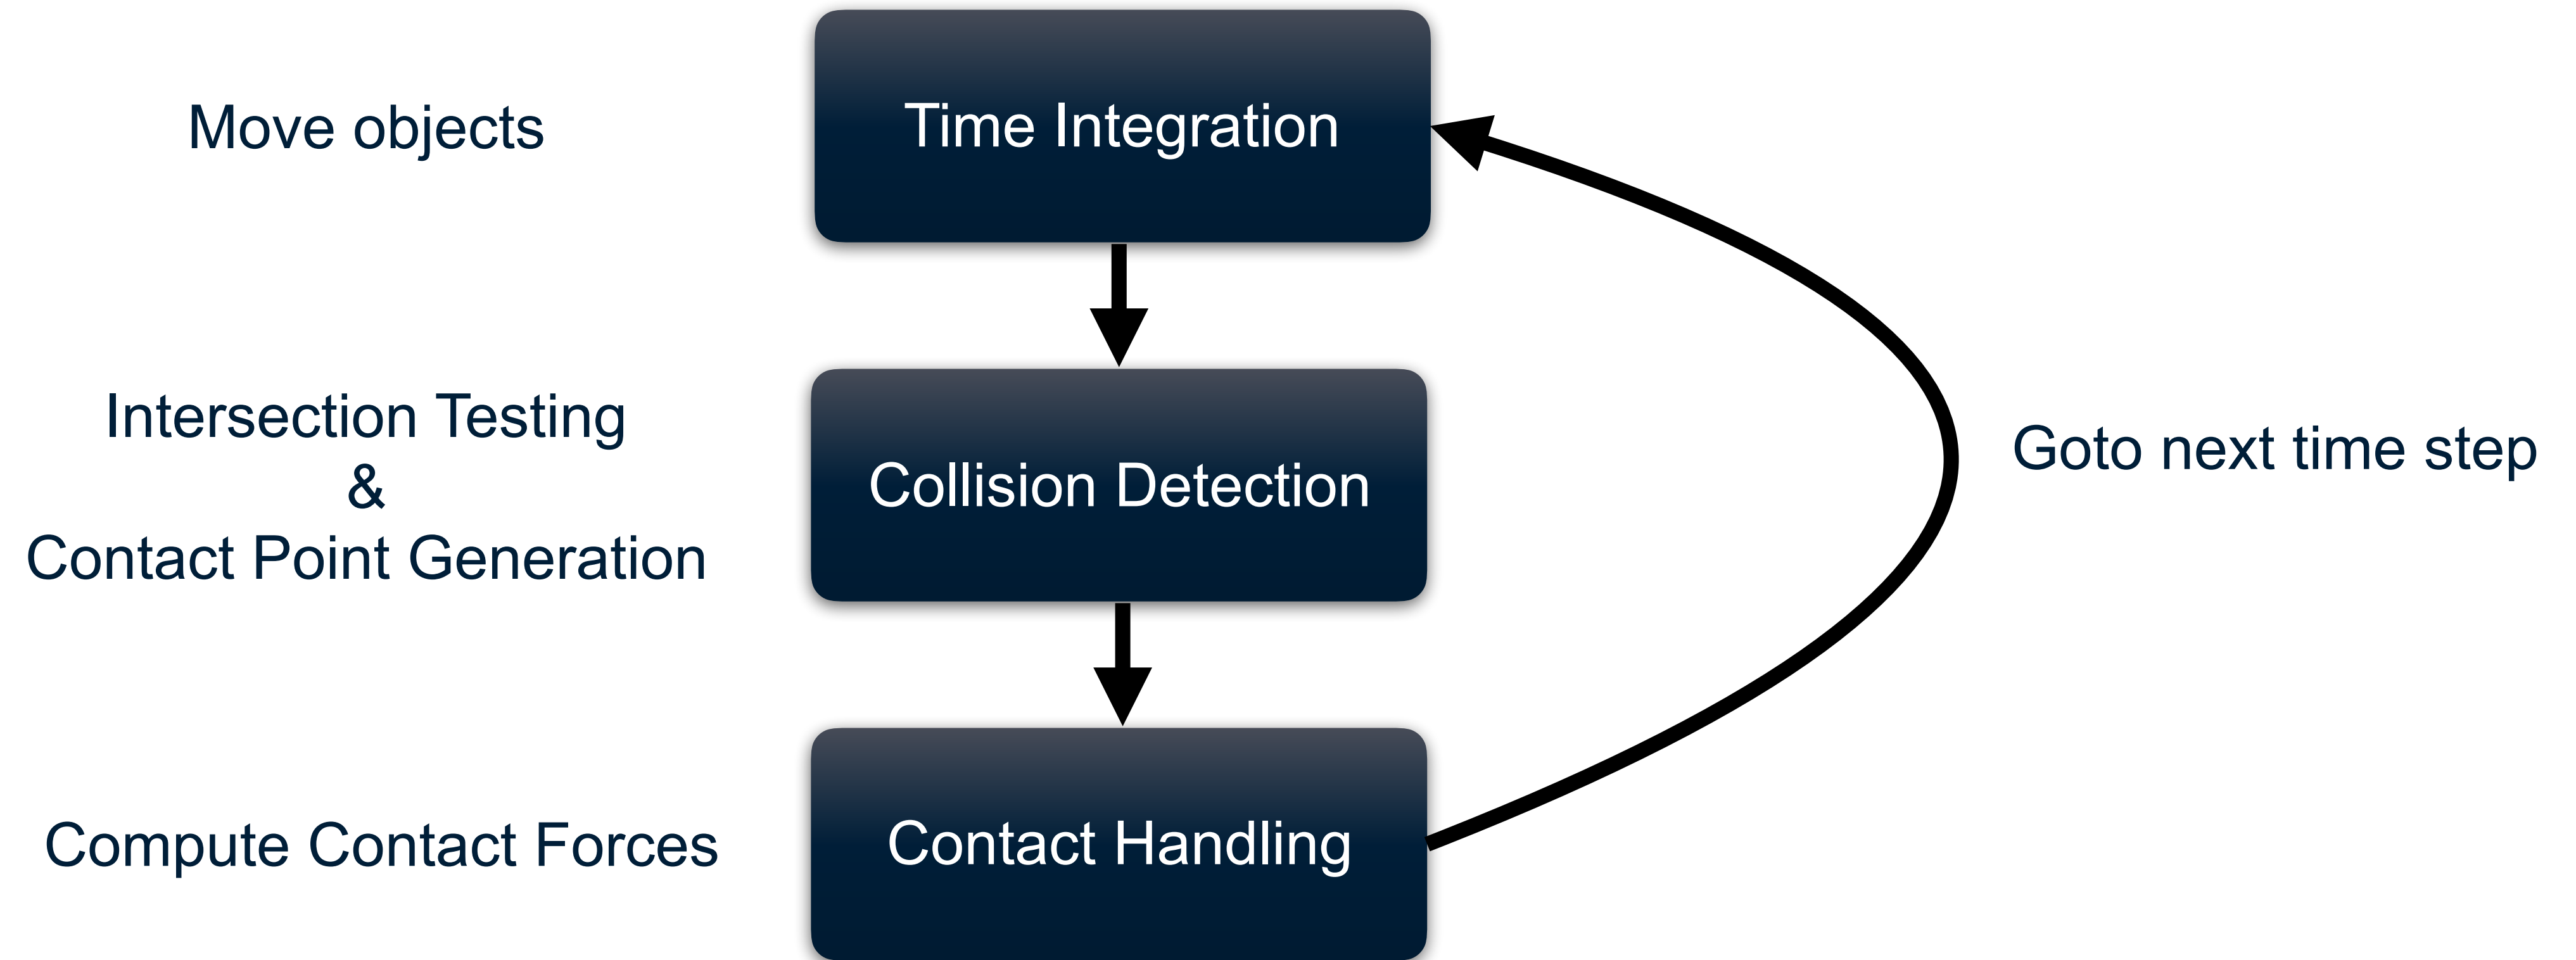 Move objects
Time Integration
Intersection Testing
&
Contact Point Generation
Collision Detection
Goto next time step
Compute Contact Forces
Contact Handling